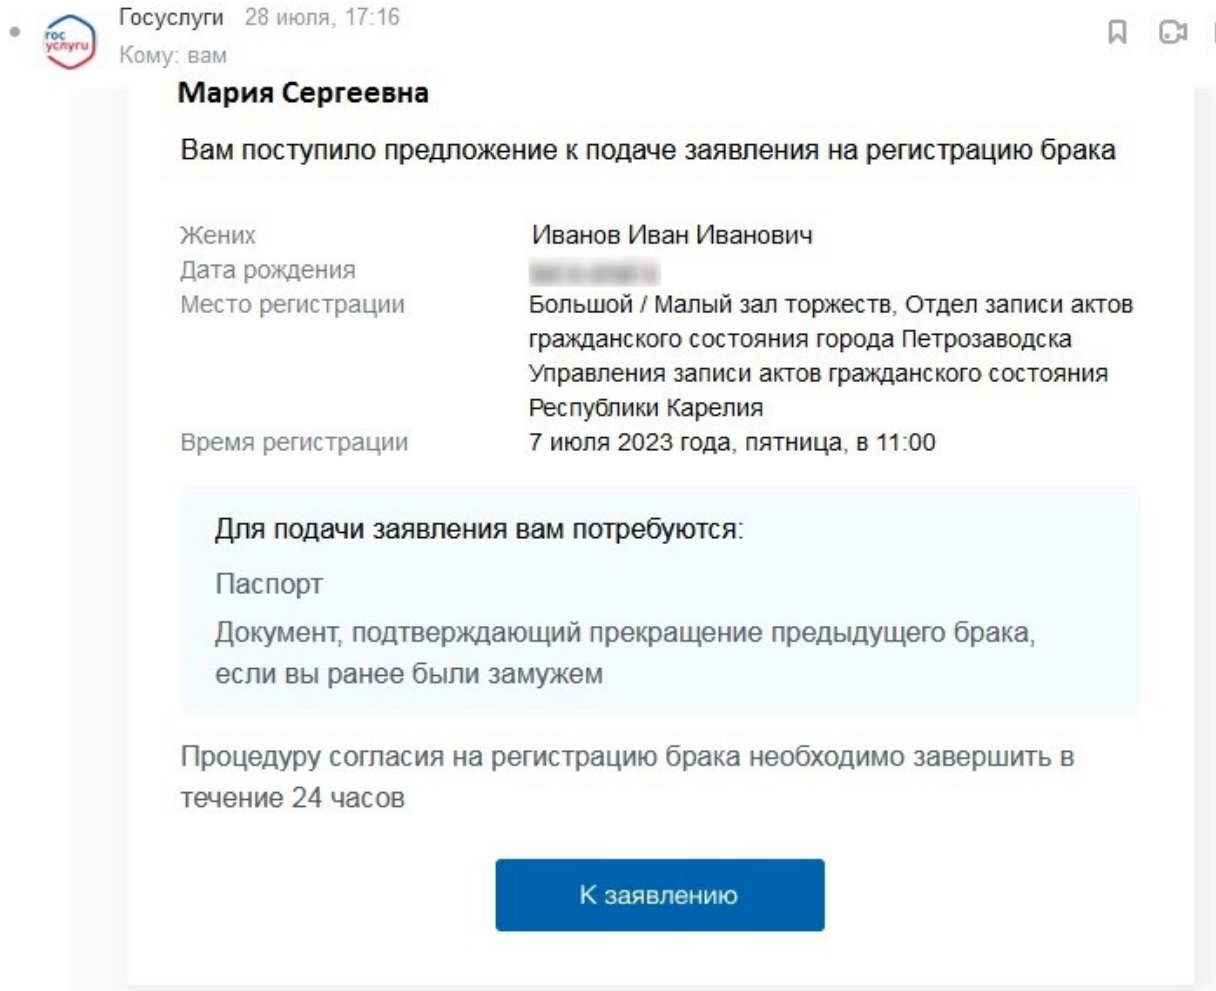 Госуслуги 28 июля, 17:16
гос
услуги
Кому: вам
Мария Сергеевна
Вам поступило предложение к подаче заявления на регистрацию брака
Жених Иванов Иван Иванович
Дата рождения
Место регистрации Большой / Малый зал торжеств, Отдел записи актов
гражданского состояния города Петрозаводска
Управления записи актов гражданского состояния
Республики Карелия
Время регистрации 7 июля 2023 года, пятница, в 11:00
Для подачи заявления вам потребуются:
Паспорт
Документ, подтверждающий прекращение предыдущего брака,
если вы ранее были замужем
Процедуру согласия на регистрацию брака необходимо завершить в
течение 24 часов
К заявлению